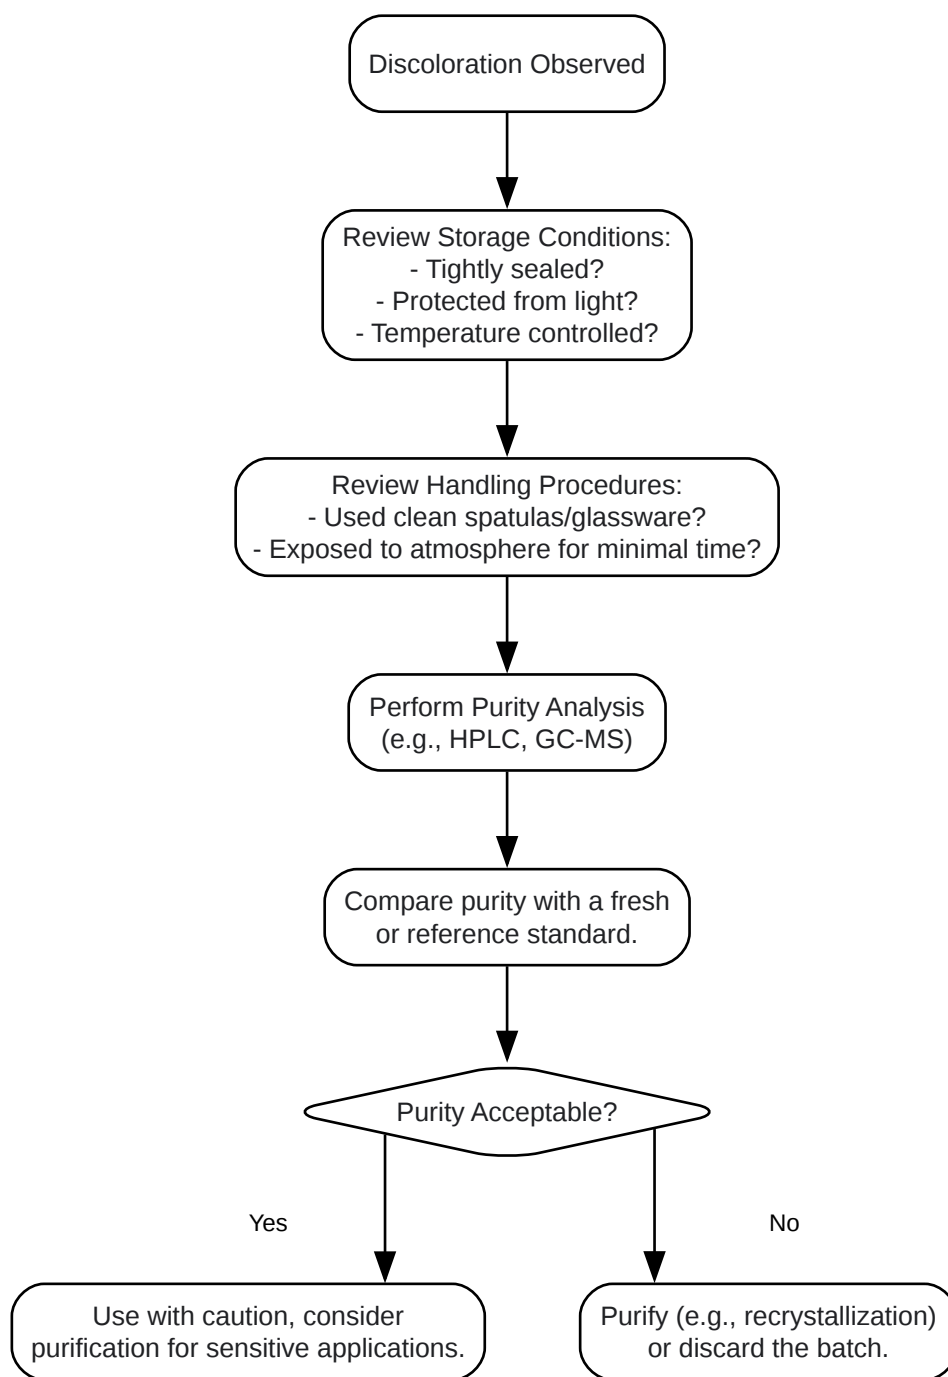 Discoloration Observed
Review Storage Conditions:
- Tightly sealed?
- Protected from light?
- Temperature controlled?
Review Handling Procedures:
- Used clean spatulas/glassware?
- Exposed to atmosphere for minimal time?
Perform Purity Analysis
(e.g., HPLC, GC-MS)
Compare purity with a fresh
or reference standard.
Purity Acceptable?
Yes
No
Use with caution, consider
purification for sensitive applications.
Purify (e.g., recrystallization)
or discard the batch.